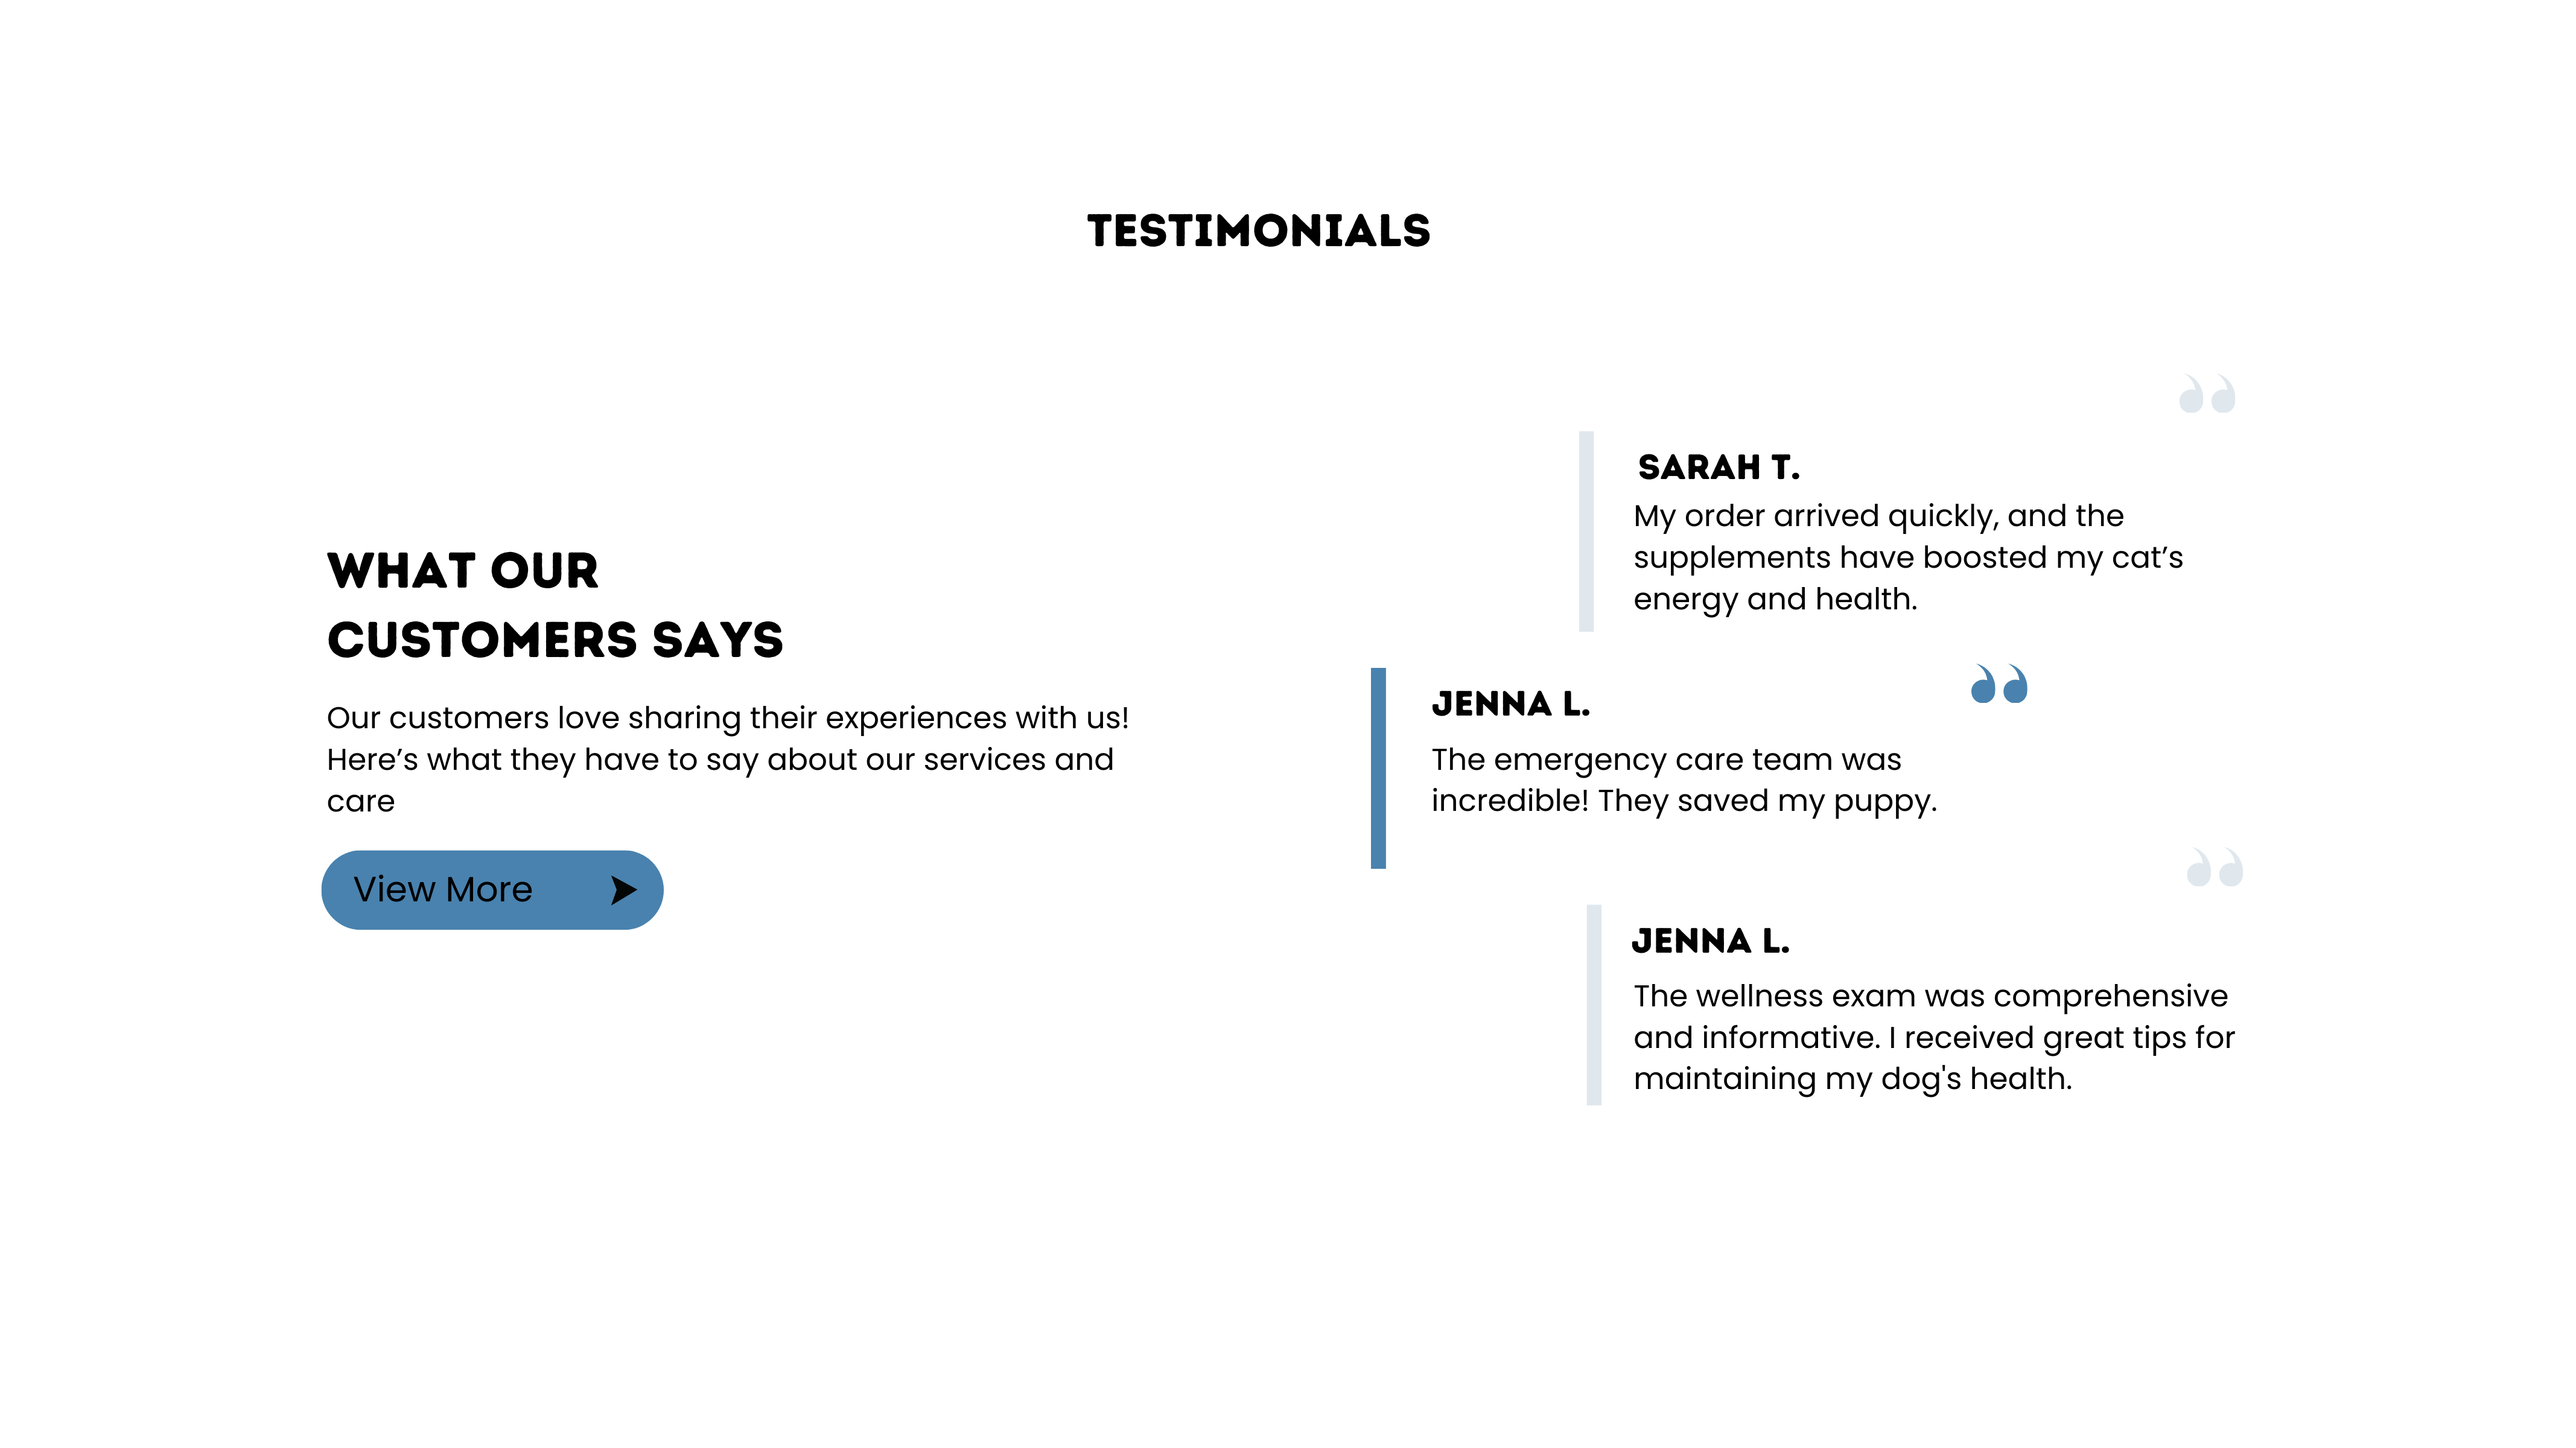 TESTIMONIALS
WHAT OUR
CUSTOMERS SAYS
Our customers love sharing their experiences with us!
Here’s what they have to say about our services and
care
View More
SARAH T.
My order arrived quickly, and the
supplements have boosted my cat’s
energy and health.
JENNA L.
The emergency care team was
incredible! They saved my puppy.
JENNA L.
The wellness exam was comprehensive
and informative. I received great tips for
maintaining my dog's health.